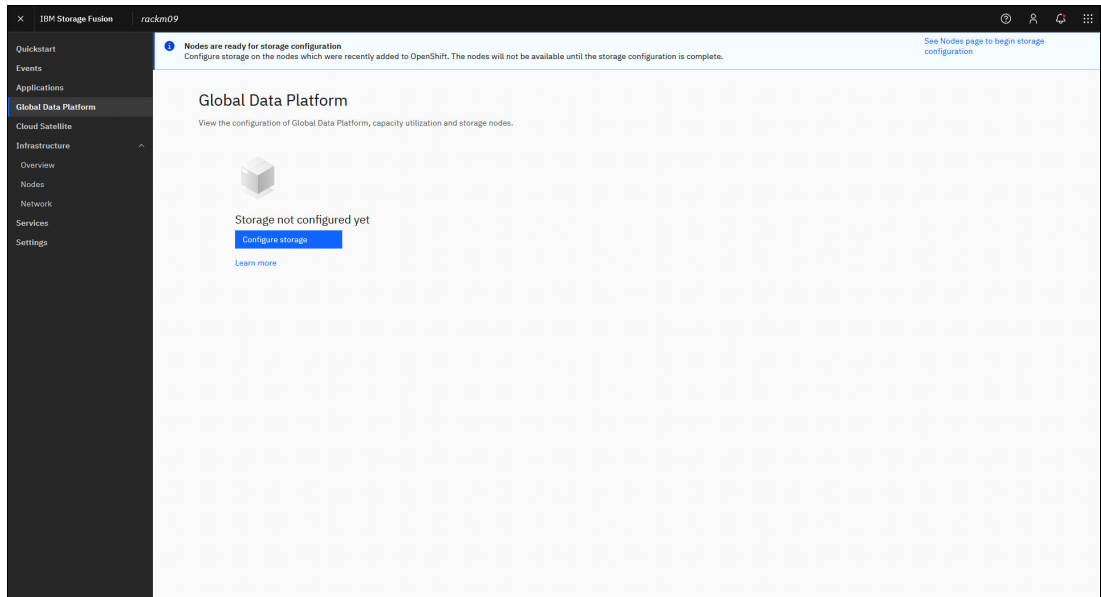 IBM Storage Fusion
rackm09
Quickstart
Events
Applications
Global Data Platform
Cloud Satellite
Infrastructure
Overview
Nodes
Network
Services
Settings
Nodes are ready for storage configuration
Configure storage on the nodes which were recently added to OpenShift. The nodes will not be available until the storage configuration is complete.
See Nodes page to begin storage
configuration
Global Data Platform
View the configuration of Global Data Platform, capacity utilization and storage nodes.
Storage not configured yet
Configure storage
Learn more